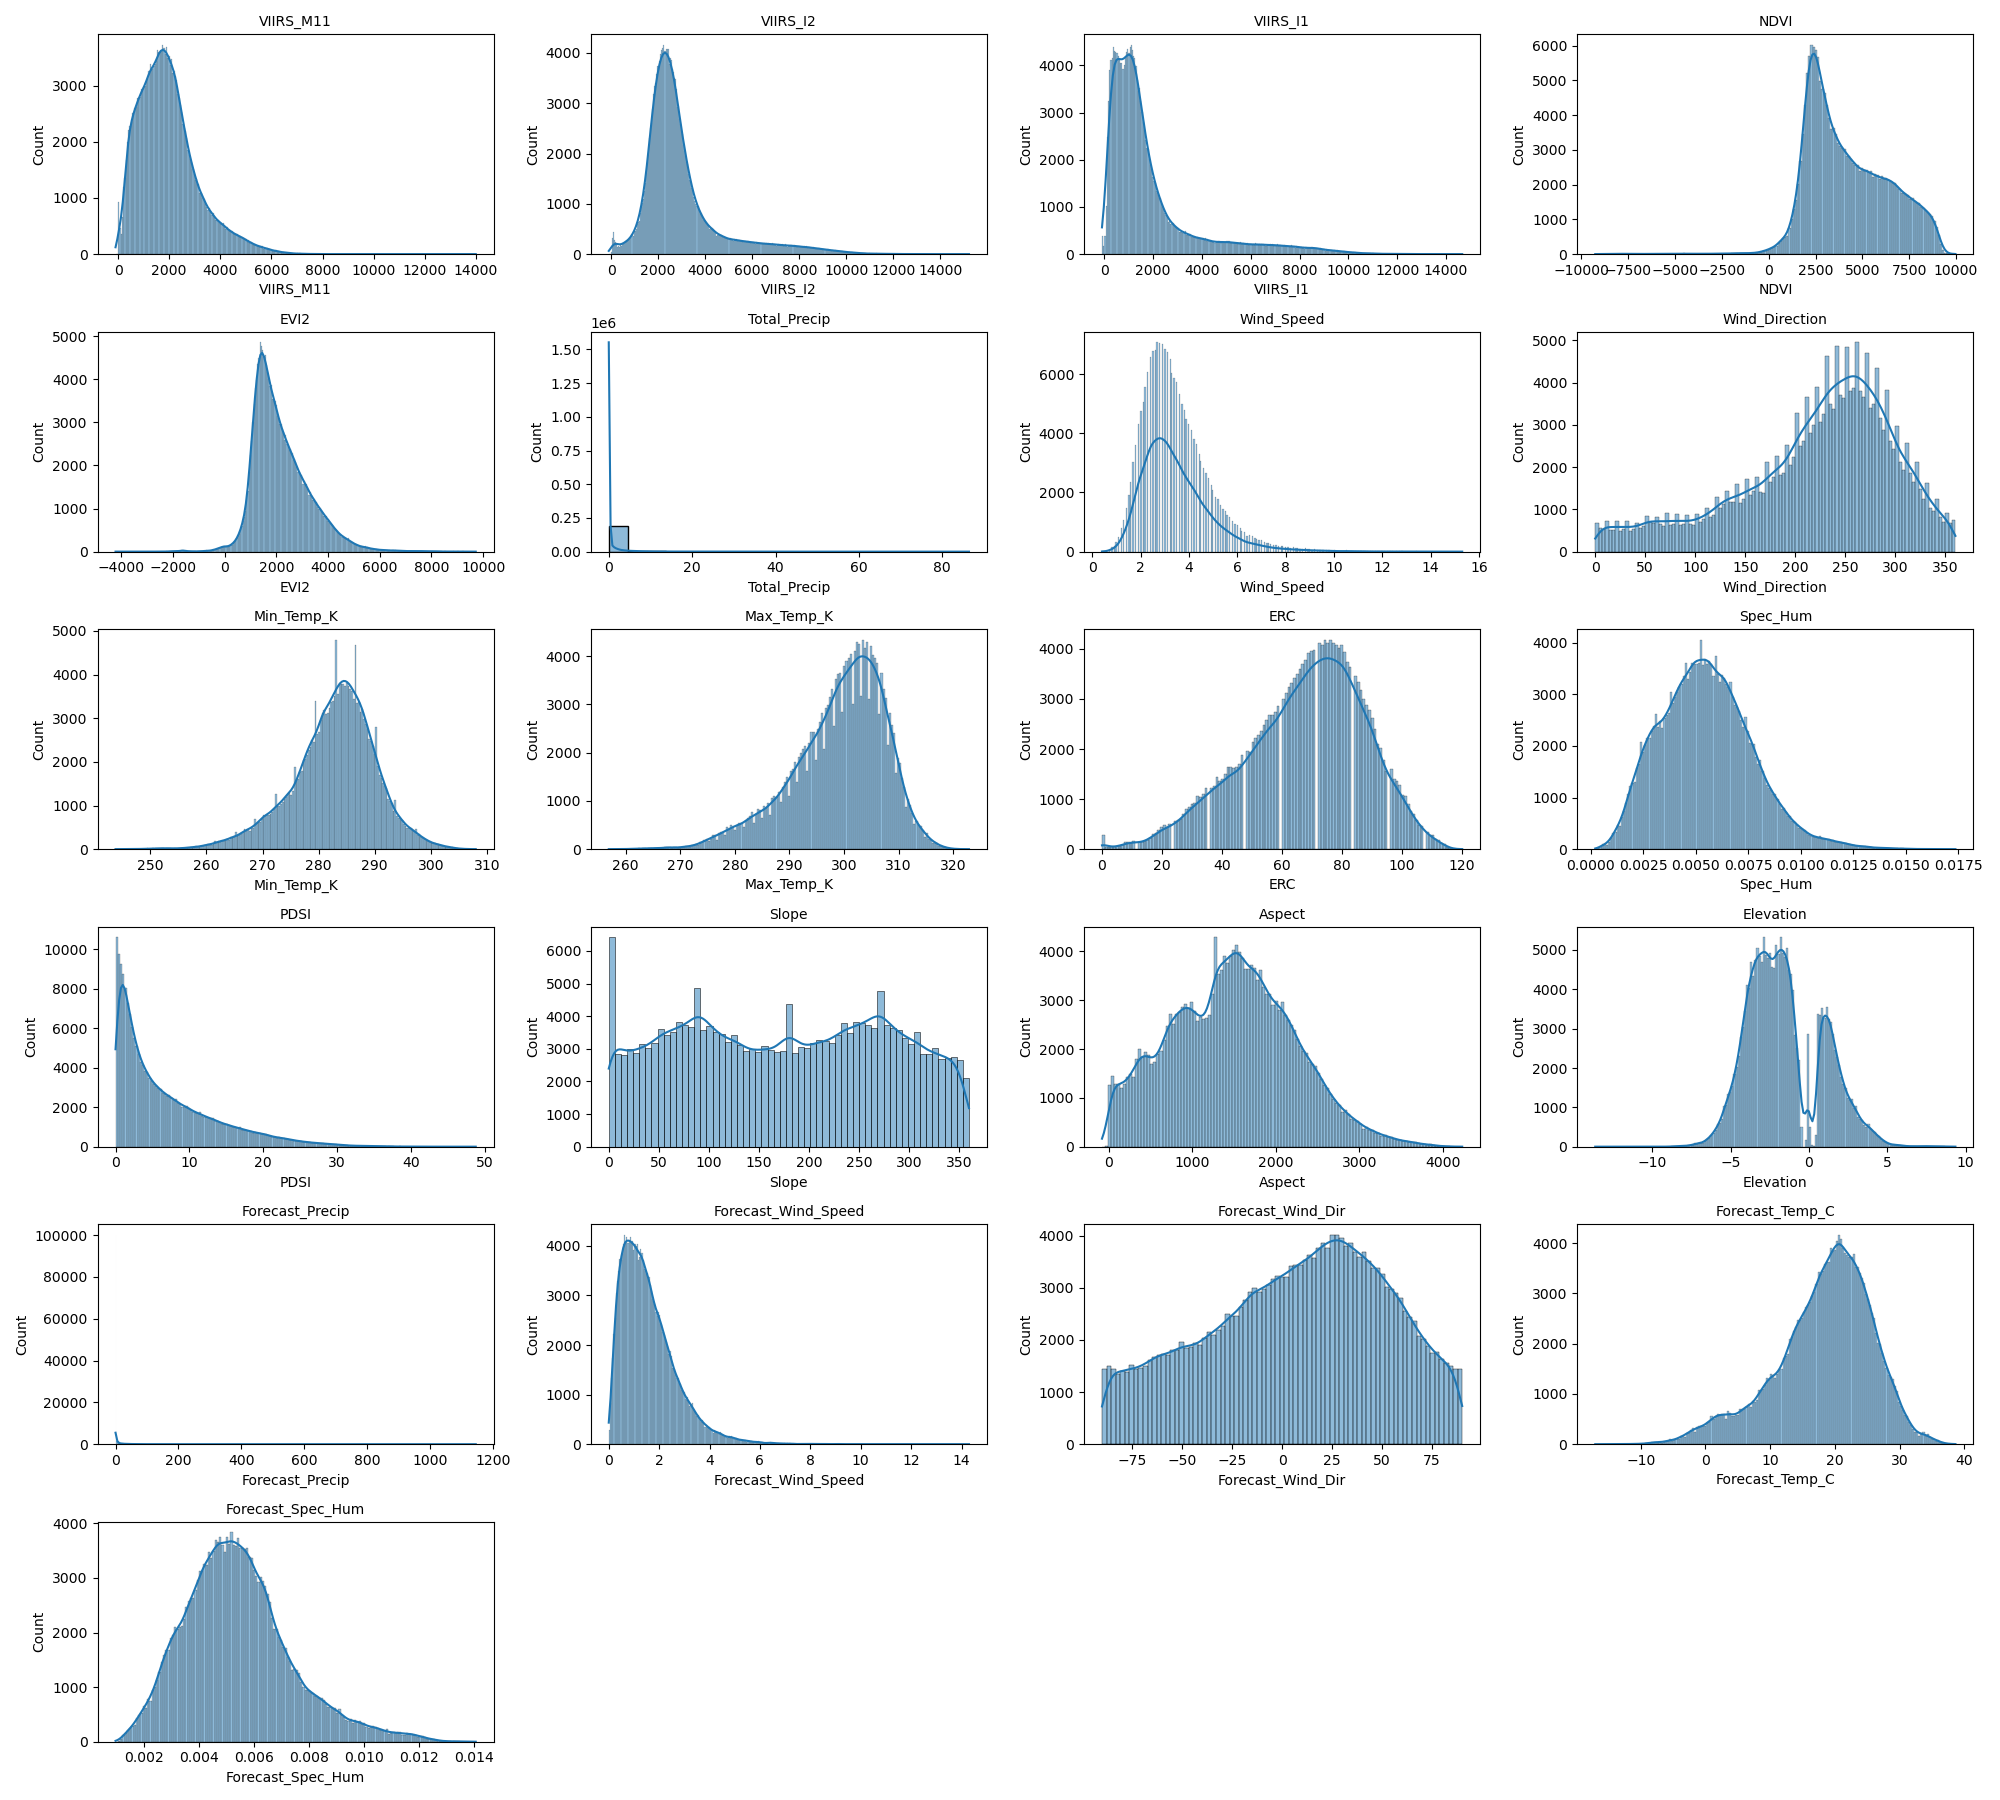 VIIRS_M11 VIIRS_I2 VIIRS_I1 NDVI
Count 0 1000 2000 3000
0 2000 4000 6000 8000 10000 12000 14000
VIIRS_M11
Count 0 1000 2000 3000 4000
0 2000 4000 6000 8000 10000 12000 14000
VIIRS_I2
Count 0 1000 2000 3000 4000
0 2000 4000 6000 8000 10000 12000 14000
VIIRS_I1
Count 0 1000 2000 3000 4000 5000 6000
−10000 −7500 −5000 −2500 0 2500 5000 7500 10000
NDVI
EVI2 Total_Precip Wind_Speed Wind_Direction
Count 0 1000 2000 3000 4000 5000
−4000 −2000 0 2000 4000 6000 8000 10000
EVI2
1e6
Count 0.00 0.25 0.50 0.75 1.00 1.25 1.50
0 20 40 60 80
Total_Precip
Count 0 2000 4000 6000
0 2 4 6 8 10 12 14 16
Wind_Speed
Count 0 1000 2000 3000 4000 5000
0 50 100 150 200 250 300 350
Wind_Direction
Min_Temp_K Max_Temp_K ERC Spec_Hum
Count 0 1000 2000 3000 4000 5000
250 260 270 280 290 300 310
Min_Temp_K
Count 0 1000 2000 3000 4000
260 270 280 290 300 310 320
Max_Temp_K
Count 0 1000 2000 3000 4000
0 20 40 60 80 100 120
ERC
Count 0 1000 2000 3000 4000
0.0000 0.0025 0.0050 0.0075 0.0100 0.0125 0.0150 0.0175
Spec_Hum
PDSI Slope Aspect Elevation
Count 0 2000 4000 6000 8000 10000
0 10 20 30 40 50
PDSI
Count 0 1000 2000 3000 4000 5000 6000
0 50 100 150 200 250 300 350
Slope
Count 0 1000 2000 3000 4000
0 1000 2000 3000 4000
Aspect
Count 0 1000 2000 3000 4000 5000
−10 −5 0 5 10
Elevation
Forecast_Precip Forecast_Wind_Speed Forecast_Wind_Dir Forecast_Temp_C
Count 0 20000 40000 60000 80000 100000
0 200 400 600 800 1000 1200
Forecast_Precip
Count 0 1000 2000 3000 4000
0 2 4 6 8 10 12 14
Forecast_Wind_Speed
Count 0 1000 2000 3000 4000
−75 −50 −25 0 25 50 75
Forecast_Wind_Dir
Count 0 1000 2000 3000 4000
−10 0 10 20 30 40
Forecast_Temp_C
Forecast_Spec_Hum
Count 0 1000 2000 3000 4000
0.002 0.004 0.006 0.008 0.010 0.012 0.014
Forecast_Spec_Hum